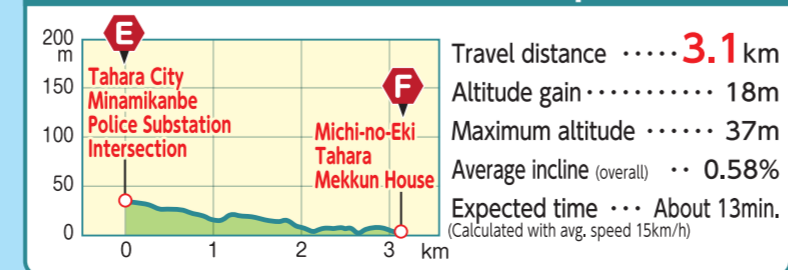 200
m
150
100
50
0
0 1 2 3 km
E
Tahara City
Minamikanbe
Police Substation
Intersection
F
Michi-no-Eki
Tahara
Mekkun House
Travel distance ····· 3.1km
Altitude gain ··········· 18m
Maximum altitude ······ 37m
Average incline (overall) ·· 0.58%
Expected time ··· About 13min.
(Calculated with avg. speed 15km/h)